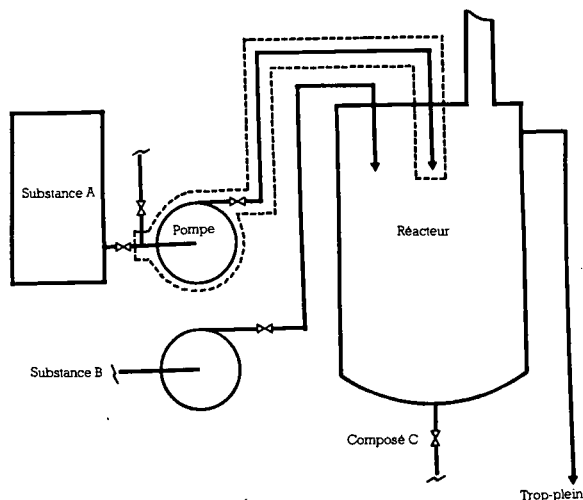 Substance A
Pompe
Réacteur
Substance B
Composé C
Trop-plein